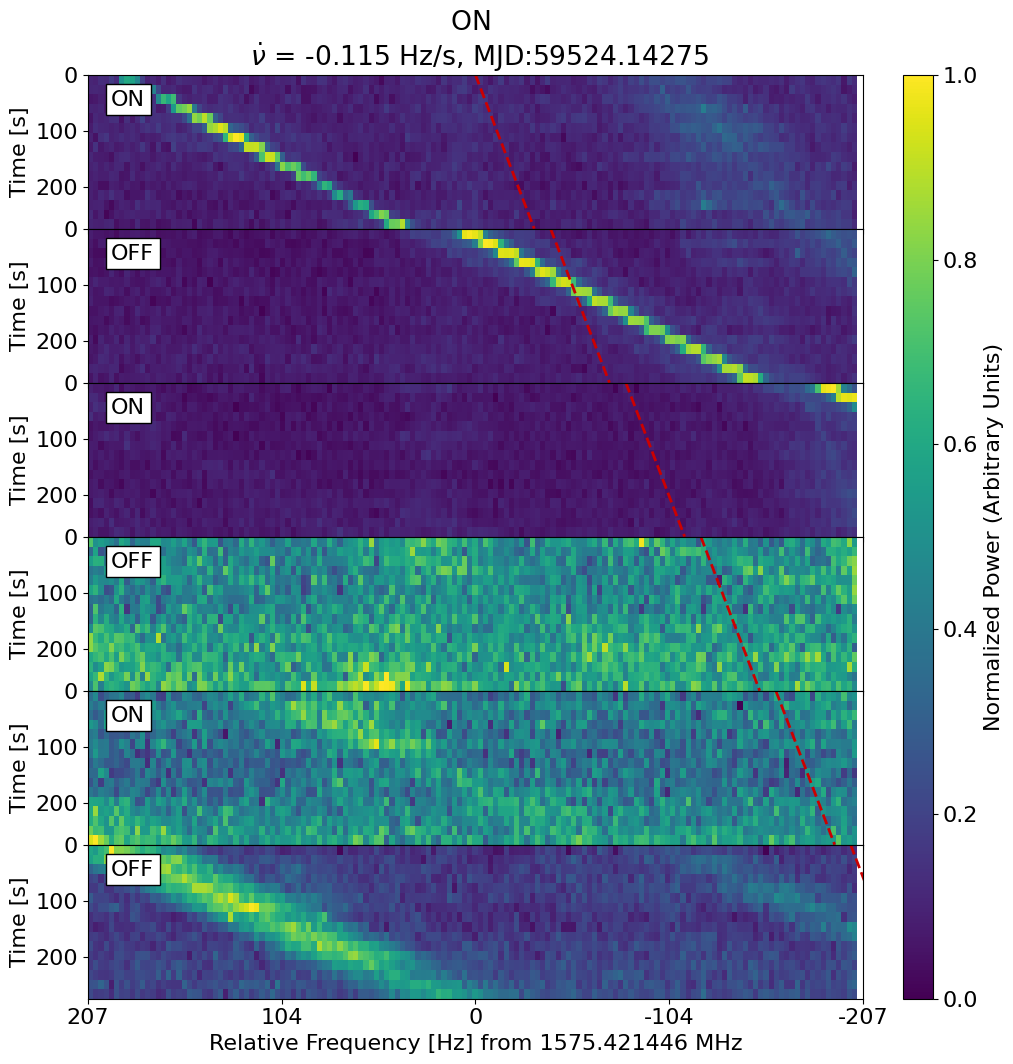 ON
ν̇ = -0.115 Hz/s, MJD:59524.14275
0
100
200
Time [s]
ON
0
100
200
Time [s]
OFF
0
100
200
Time [s]
ON
0
100
200
Time [s]
OFF
0
100
200
Time [s]
ON
0
100
200
Time [s]
OFF
207
104
0
-104
-207
Relative Frequency [Hz] from 1575.421446 MHz
1.0
0.8
0.6
0.4
0.2
0.0
Normalized Power (Arbitrary Units)